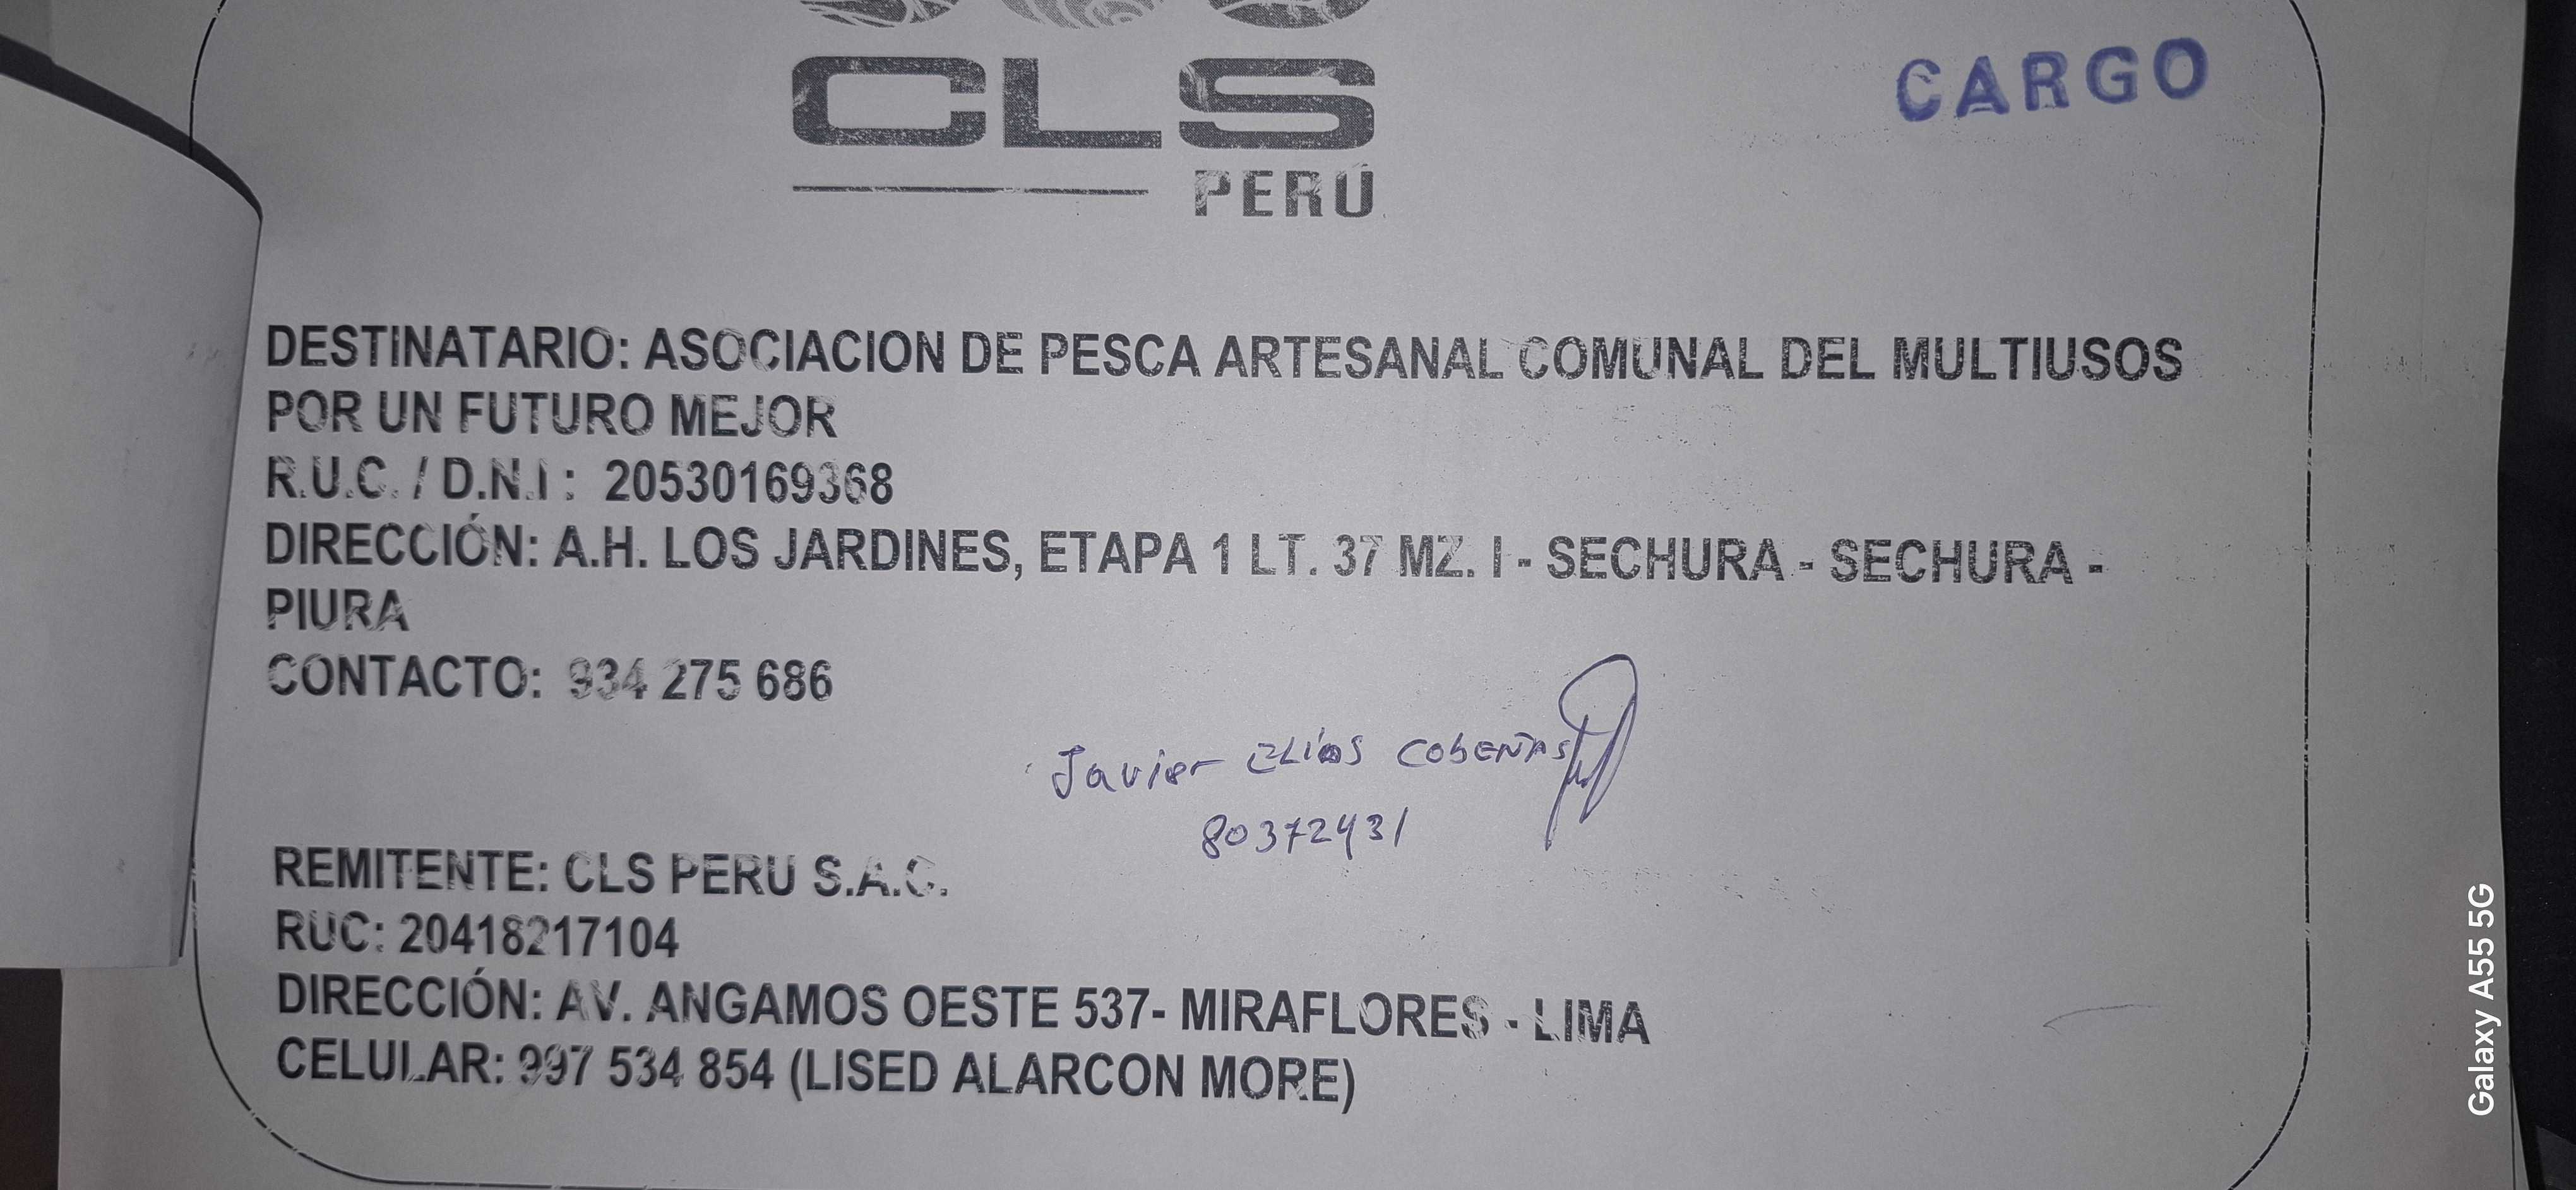 CLS
PERÚ
CARGO
DESTINATARIO: ASOCIACION DE PESCA ARTESANAL COMUNAL DEL MULTIUSOS
POR UN FUTURO MEJOR
R.U.C. / D.N.I : 20530169368
DIRECCIÓN: A.H. LOS JARDINES, ETAPA 1 LT. 37 MZ. I - SECHURA - SECHURA -
PIURA
CONTACTO: 934 275 686
Javier ELíAS COBEÑAS
80372431
REMITENTE: CLS PERU S.A.C.
RUC: 20418217104
DIRECCIÓN: AV. ANGAMOS OESTE 537- MIRAFLORES - LIMA
CELULAR: 997 534 854 (LISED ALARCON MORE)
Galaxy A55 5G